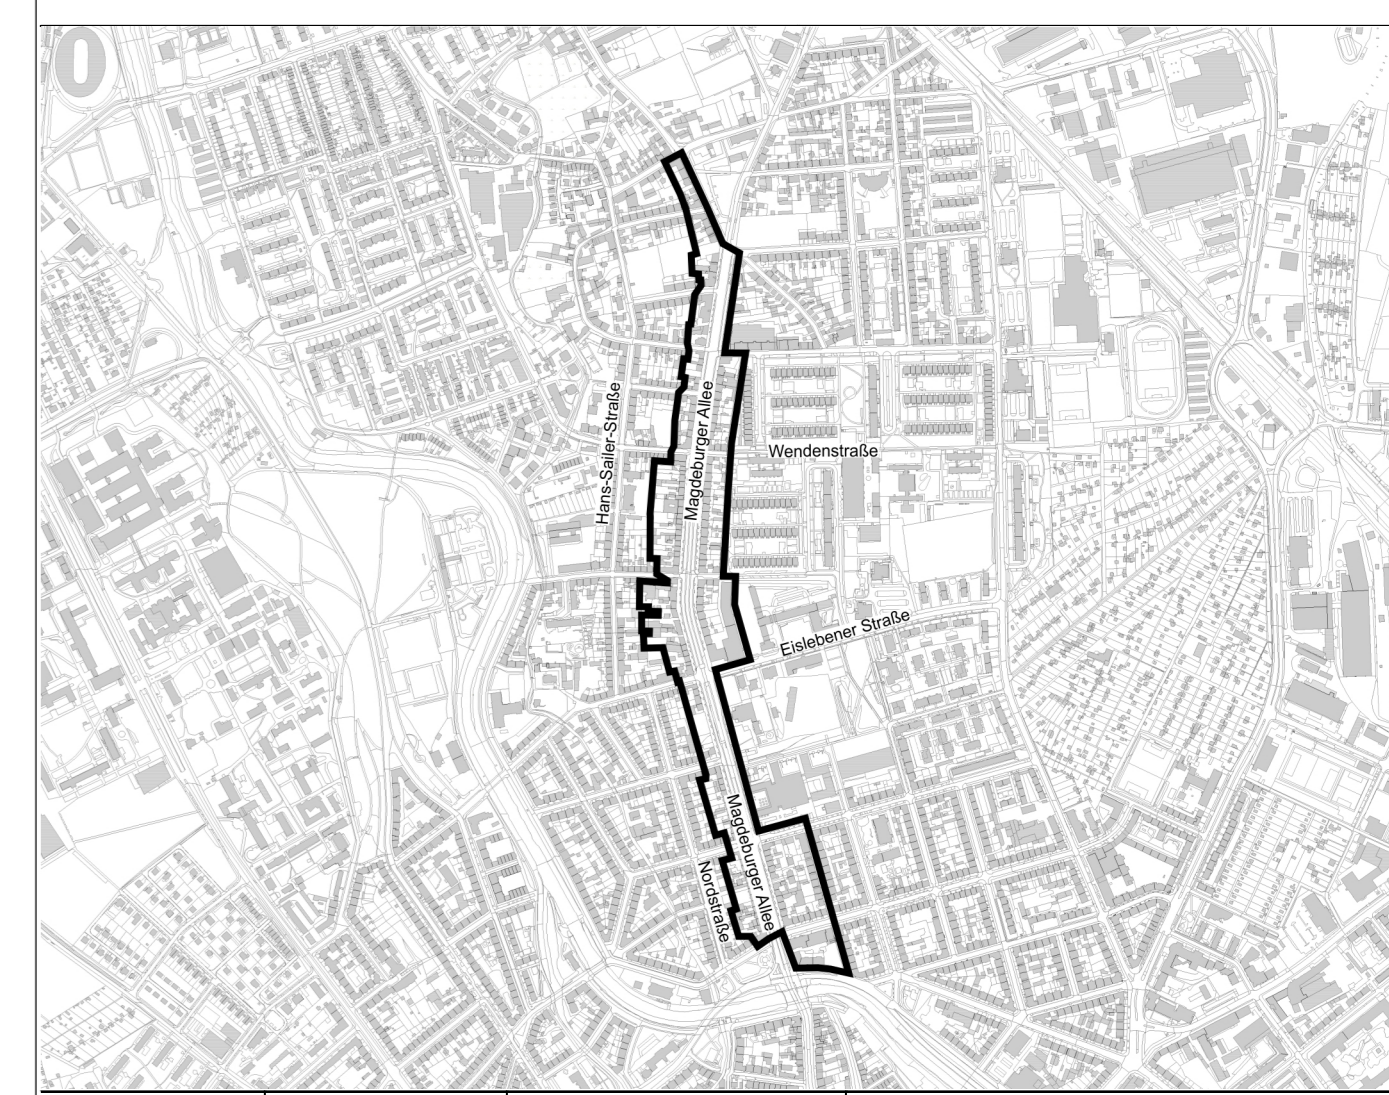 Hans-Sailer-Straße
Magdeburger Allee
Wendenstraße
Eislebener Straße
Magdeburger Allee
Nordstraße